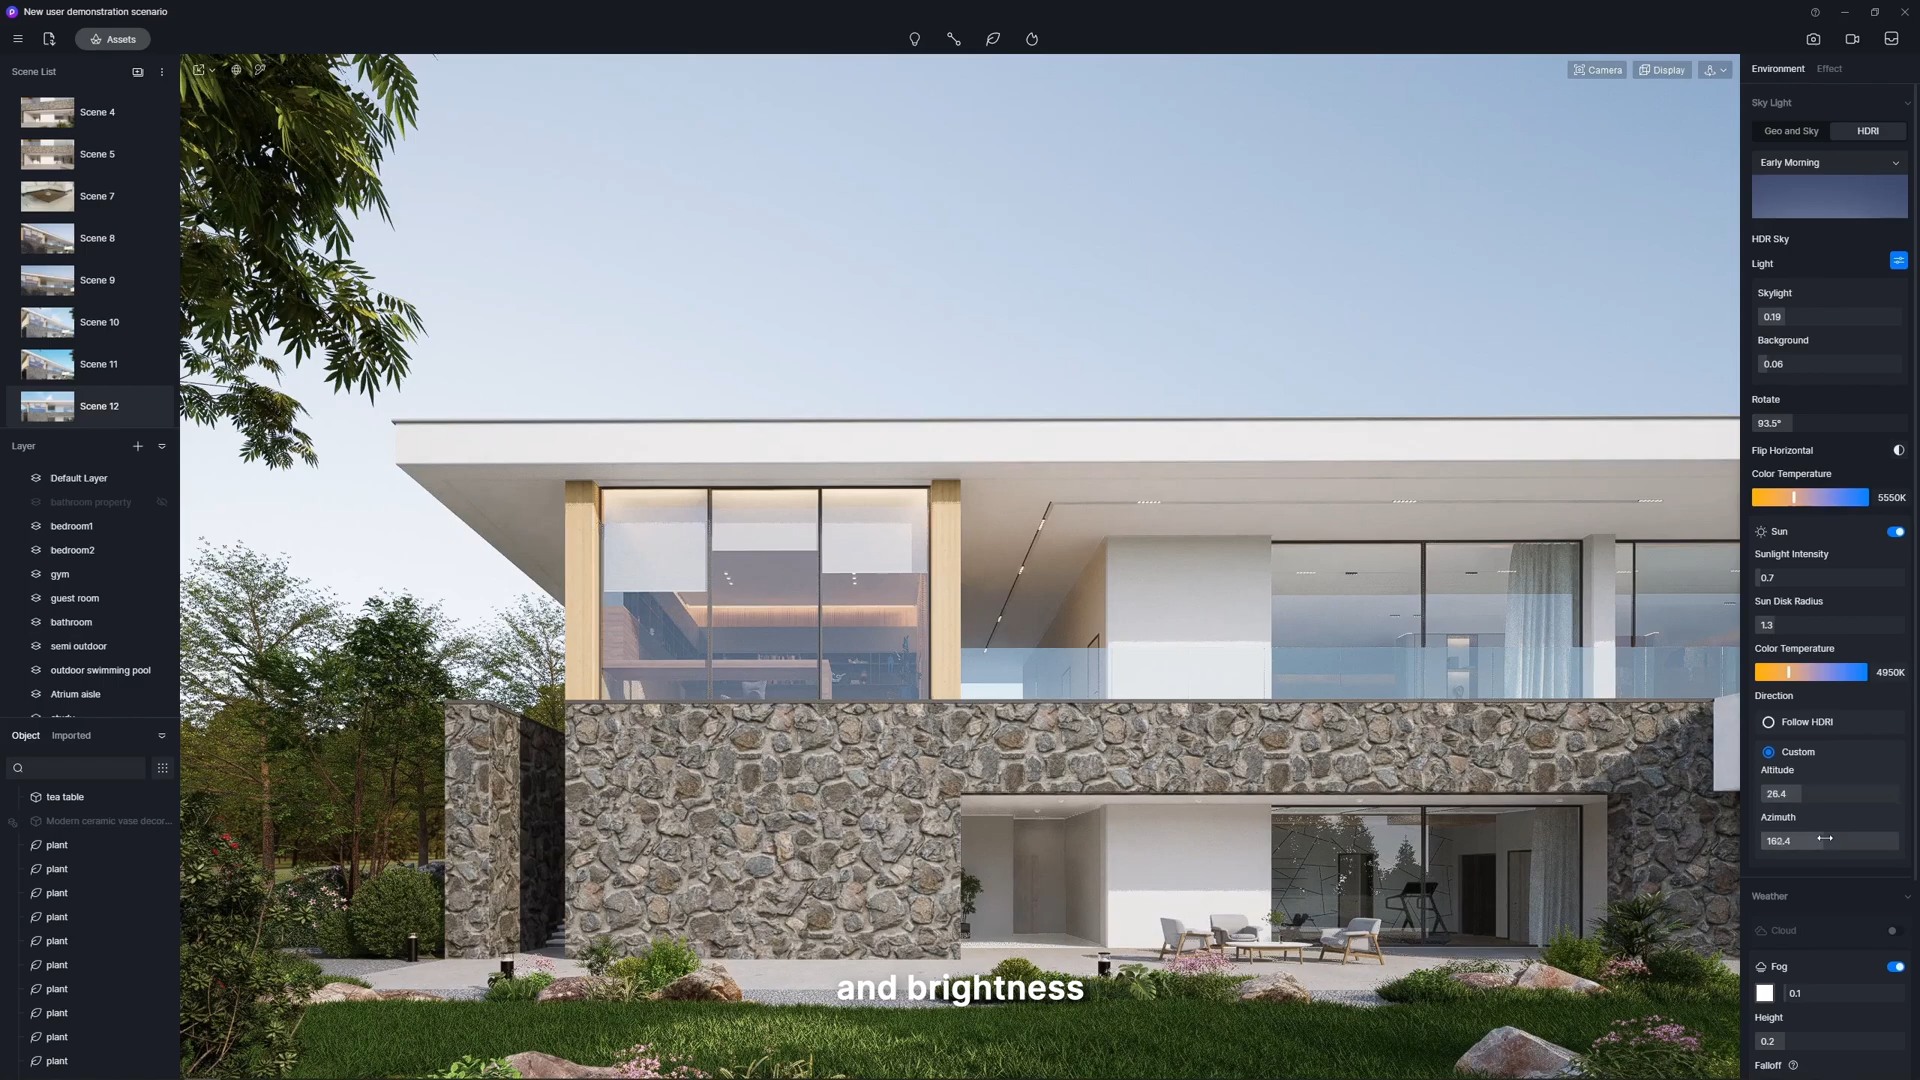 New user demonstration scenario
Assets
Scene List
Scene 4
Scene 5
Scene 7
Scene 8
Scene 9
Scene 10
Scene 11
Scene 12
Layer
Default Layer
bathroom property
bedroom1
bedroom2
gym
guest room
bathroom
semi outdoor
outdoor swimming pool
Atrium aisle
Object Imported
tea table
Modern ceramic vase decor...
plant
plant
plant
plant
plant
plant
plant
plant
plant
plant
Camera Display
and brightness
Environment Effect
Sky Light
Geo and Sky HDRI
Early Morning
HDR Sky
Light
Skylight
0.19
Background
0.06
Rotate
93.5°
Flip Horizontal
Color Temperature
5550K
Sun
Sunlight Intensity
0.7
Sun Disk Radius
1.3
Color Temperature
4950K
Direction
Follow HDRI
Custom
Altitude
26.4
Azimuth
162.4
Weather
Cloud
Fog
0.1
Height
0.2
Falloff